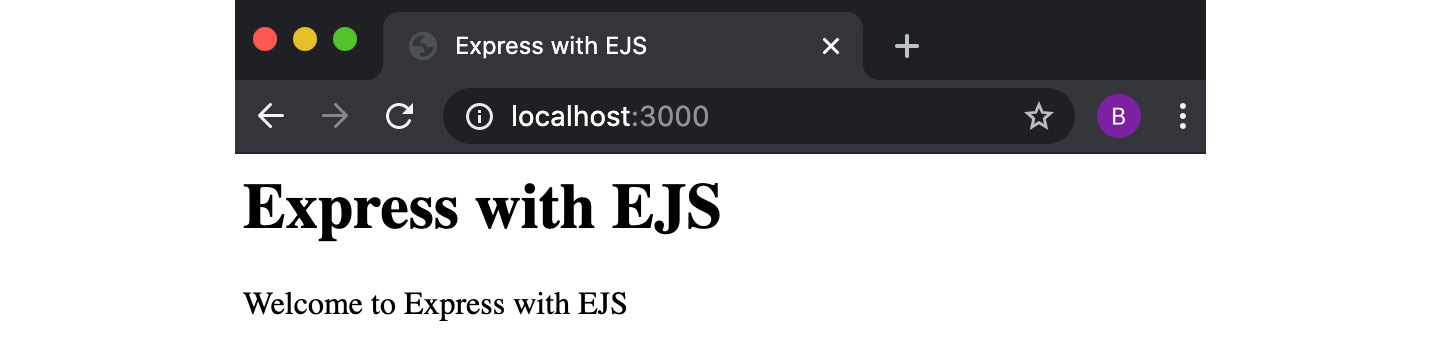 Express with EJS
localhost:3000
B
Express with EJS
Welcome to Express with EJS